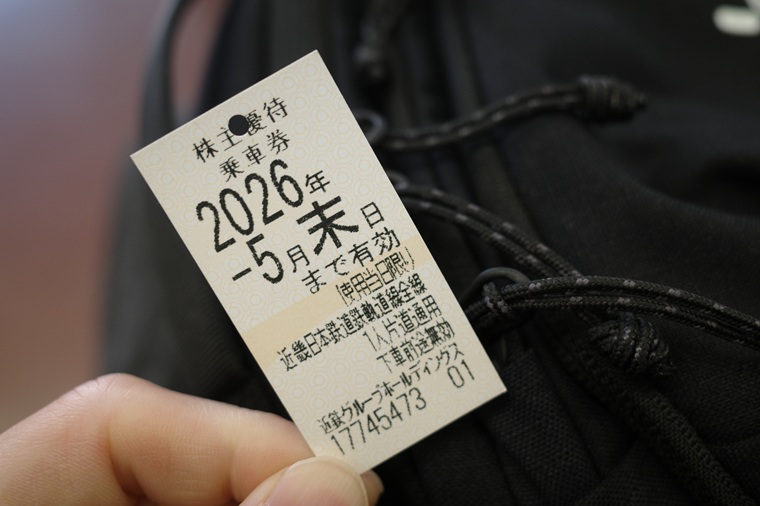 株主優待
乗車券
2026年
-5月末日
まで有効
(使用当日限り)
近畿日本鉄道鉄軌道線全線
1人片道通用
下車前途無効
近鉄グループホールディングス
17745473 01